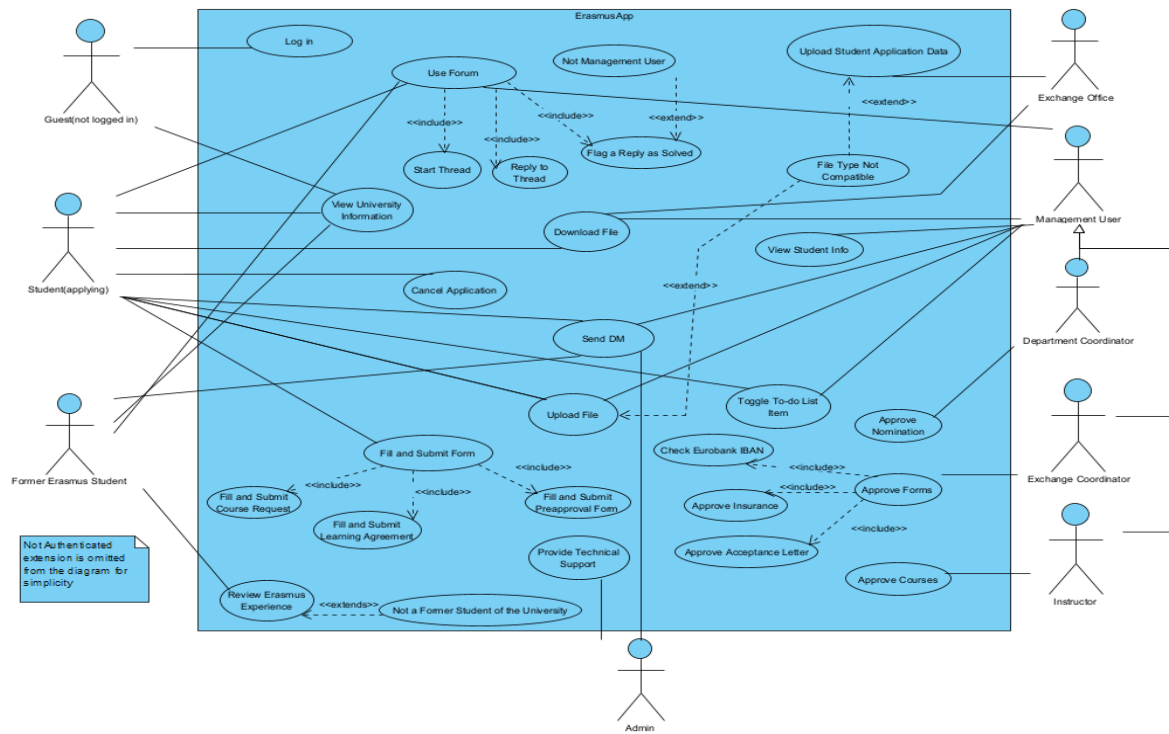 ErasmusApp
Log in
Use Forum
Not Management User
Upload Student Application Data
Guest(not logged in)
Exchange Office
<<include>>
<<include>>
<<include>>
<<extend>>
<<extend>>
Start Thread
Reply to
Thread
Flag a Reply as Solved
File Type Not
Compatible
View University
Information
Download File
Management User
View Student Info
Student(applying)
Cancel Application
<<extend>>
Send DM
Department Coordinator
Upload File
Toggle To-do List
Item
Approve
Nomination
Former Erasmus Student
Fill and Submit Form
Check Eurobank IBAN
<<include>>
<<include>>
<<include>>
<<include>>
<<include>>
<<include>>
Exchange Coordinator
Fill and Submit
Course Request
Fill and Submit
Learning Agreement
Fill and Submit
Preapproval Form
Approve Insurance
Approve Forms
Approve Acceptance Letter
Not Authenticated
extension is omitted
from the diagram for
simplicity
Provide Technical
Support
Approve Courses
Instructor
Review Erasmus
Experience
<<extends>>
Not a Former Student of the University
Admin